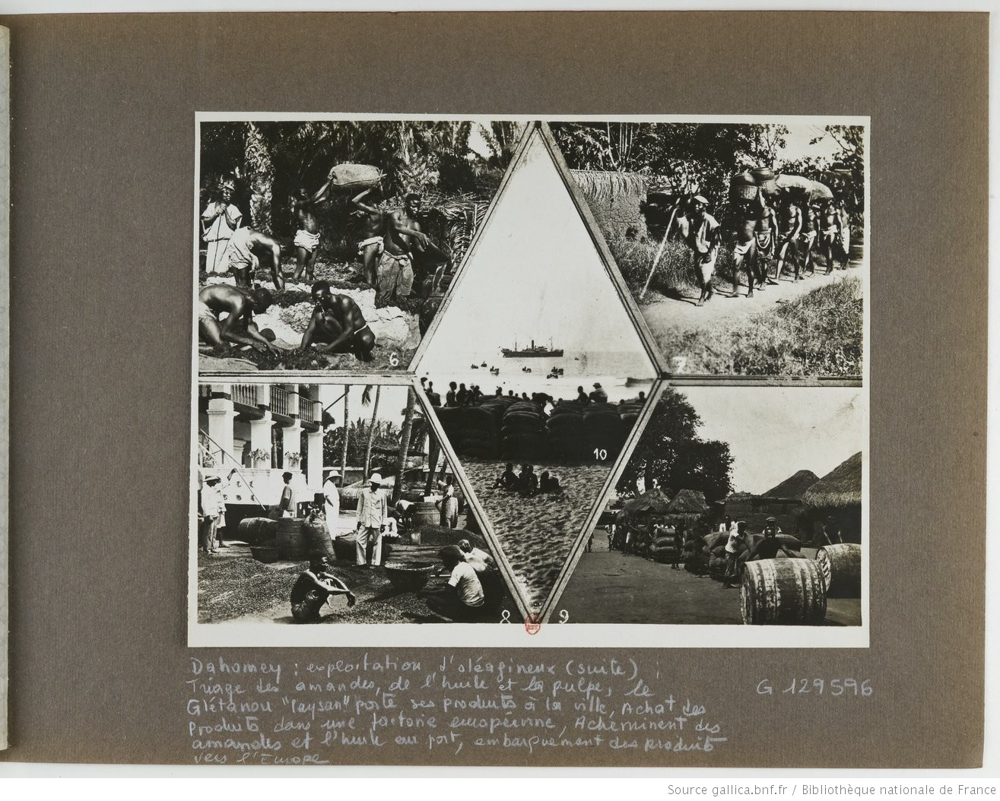 6
7
10
8
9
Dahomey : exploitation d'oléagineux (suite) ;
Triage des amandes, de l'huile et la pulpe, le
Glétanou "Paysan" porte ses produits à la ville, Achat des
Produits dans une factorie européenne, Acheminent des
amandes et l'huile au port, embarquement des produits
vers l'Europe
G 129596
Source gallica.bnf.fr / Bibliothèque nationale de France